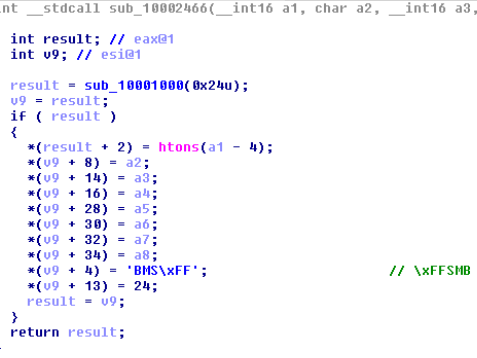 int __stdcall sub_10002466(__int16 a1, char a2, __int16 a3,
int result; // eax@1
int v9; // esi@1
result = sub_10001000(0x24u);
v9 = result;
if ( result )
{
*(result + 2) = htons(a1 - 4);
*(v9 + 8) = a2;
*(v9 + 14) = a3;
*(v9 + 16) = a4;
*(v9 + 28) = a5;
*(v9 + 30) = a6;
*(v9 + 32) = a7;
*(v9 + 34) = a8;
*(v9 + 4) = 'BMS\xFF'; // \xFFSMB
*(v9 + 13) = 24;
result = v9;
}
return result;